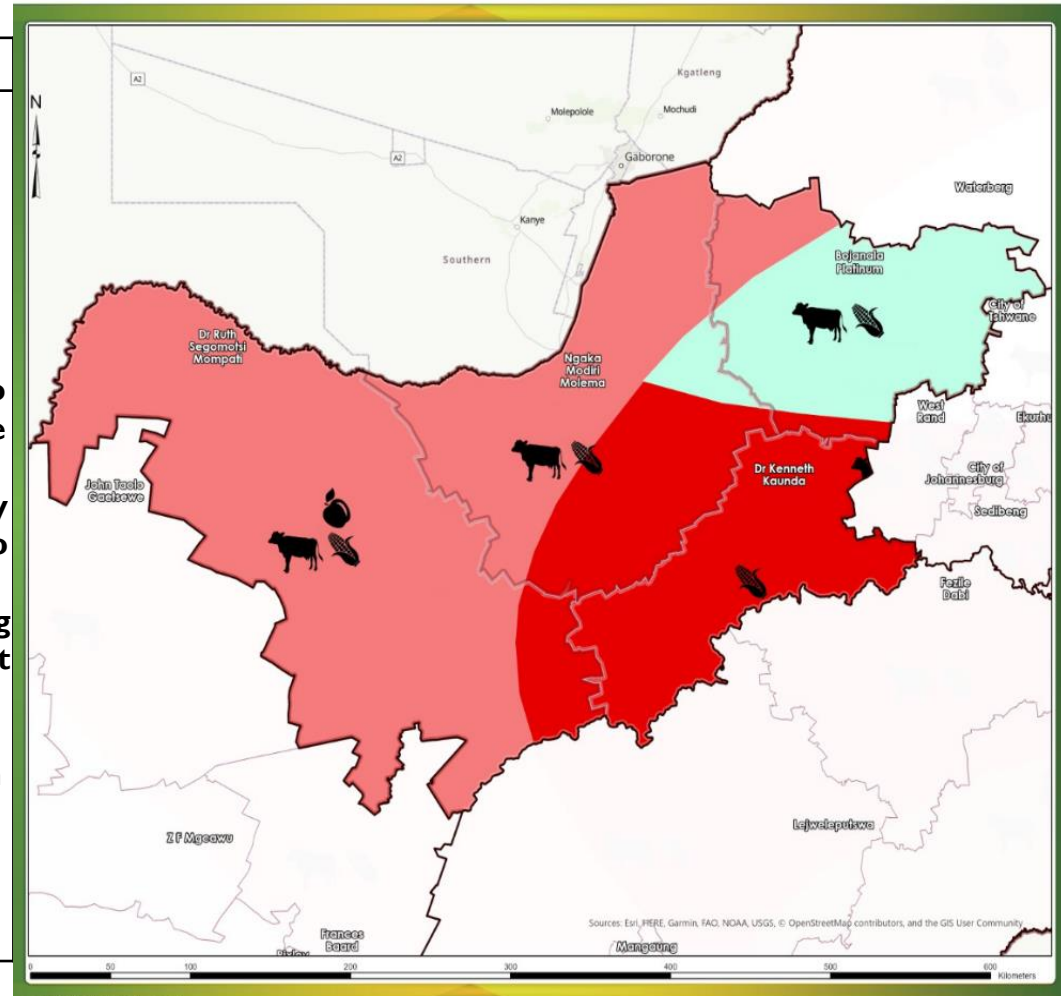 N
A2
Kgatleng
Molepolole
Mochudi
A2
Gaborone
Waterberg
Kanye
Southern
Bojanala
Platinum
City of
Tshwane
Dr Ruth
Segomotsi
Mompati
Ngaka
Modiri
Molema
West
Rand
Dr Kenneth
Kaunda
City of
Johannesburg
John Taolo
Gaetsewe
Sedibeng
Fezile
Dabi
Lejweleputswa
Z F Mgcawu
Sources: Esri, HERE, Garmin, FAO, NOAA, USGS, © OpenStreetMap contributors, and the GIS User Community
Frances
Baard
Mangaung
0 50 100 200 300 400 500 600
Kilometers